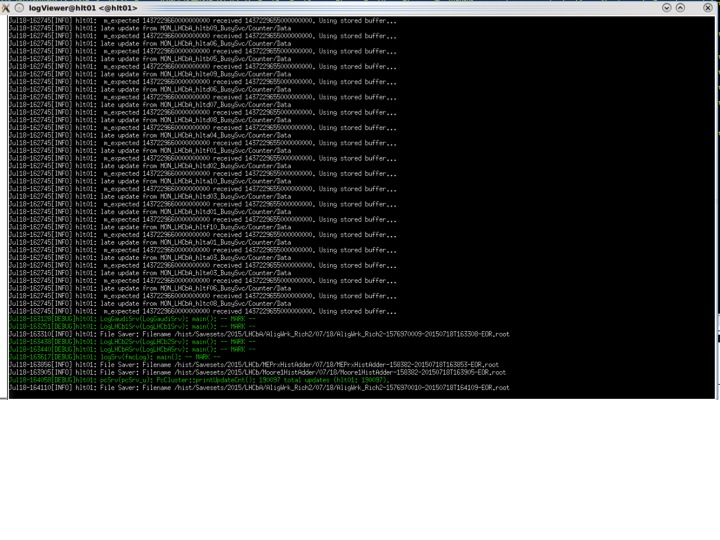 logViewer@hlt01 <@hlt01>
Jul18-162745[INFO] hlt01: m_expected 1437229660000000000 received 1437229655000000000. Using stored buffer...
Jul18-162745[INFO] hlt01: late update from MON_LHCbA_hltb09_BusySvc/Counter/Data
Jul18-162745[INFO] hlt01: m_expected 1437229660000000000 received 1437229655000000000. Using stored buffer...
Jul18-162745[INFO] hlt01: late update from MON_LHCbA_hlta06_BusySvc/Counter/Data
Jul18-162745[INFO] hlt01: m_expected 1437229660000000000 received 1437229655000000000. Using stored buffer...
Jul18-162745[INFO] hlt01: late update from MON_LHCbA_hltb05_BusySvc/Counter/Data
Jul18-162745[INFO] hlt01: m_expected 1437229660000000000 received 1437229655000000000. Using stored buffer...
Jul18-162745[INFO] hlt01: late update from MON_LHCbA_hlte09_BusySvc/Counter/Data
Jul18-162745[INFO] hlt01: m_expected 1437229660000000000 received 1437229655000000000. Using stored buffer...
Jul18-162745[INFO] hlt01: late update from MON_LHCbA_hltd06_BusySvc/Counter/Data
Jul18-162745[INFO] hlt01: m_expected 1437229660000000000 received 1437229655000000000. Using stored buffer...
Jul18-162745[INFO] hlt01: late update from MON_LHCbA_hltd07_BusySvc/Counter/Data
Jul18-162745[INFO] hlt01: m_expected 1437229660000000000 received 1437229655000000000. Using stored buffer...
Jul18-162745[INFO] hlt01: late update from MON_LHCbA_hltd08_BusySvc/Counter/Data
Jul18-162745[INFO] hlt01: m_expected 1437229660000000000 received 1437229655000000000. Using stored buffer...
Jul18-162745[INFO] hlt01: late update from MON_LHCbA_hlta04_BusySvc/Counter/Data
Jul18-162745[INFO] hlt01: m_expected 1437229660000000000 received 1437229655000000000. Using stored buffer...
Jul18-162745[INFO] hlt01: late update from MON_LHCbA_hltf01_BusySvc/Counter/Data
Jul18-162745[INFO] hlt01: m_expected 1437229660000000000 received 1437229655000000000. Using stored buffer...
Jul18-162745[INFO] hlt01: late update from MON_LHCbA_hltd02_BusySvc/Counter/Data
Jul18-162745[INFO] hlt01: m_expected 1437229660000000000 received 1437229655000000000. Using stored buffer...
Jul18-162745[INFO] hlt01: late update from MON_LHCbA_hlta10_BusySvc/Counter/Data
Jul18-162745[INFO] hlt01: m_expected 1437229660000000000 received 1437229655000000000. Using stored buffer...
Jul18-162745[INFO] hlt01: late update from MON_LHCbA_hltd03_BusySvc/Counter/Data
Jul18-162745[INFO] hlt01: m_expected 1437229660000000000 received 1437229655000000000. Using stored buffer...
Jul18-162745[INFO] hlt01: late update from MON_LHCbA_hltd01_BusySvc/Counter/Data
Jul18-162745[INFO] hlt01: m_expected 1437229660000000000 received 1437229655000000000. Using stored buffer...
Jul18-162745[INFO] hlt01: late update from MON_LHCbA_hltf10_BusySvc/Counter/Data
Jul18-162745[INFO] hlt01: m_expected 1437229660000000000 received 1437229655000000000. Using stored buffer...
Jul18-162745[INFO] hlt01: late update from MON_LHCbA_hlta01_BusySvc/Counter/Data
Jul18-162745[INFO] hlt01: m_expected 1437229660000000000 received 1437229655000000000. Using stored buffer...
Jul18-162745[INFO] hlt01: late update from MON_LHCbA_hlte03_BusySvc/Counter/Data
Jul18-162745[INFO] hlt01: m_expected 1437229660000000000 received 1437229655000000000. Using stored buffer...
Jul18-162745[INFO] hlt01: late update from MON_LHCbA_hlta03_BusySvc/Counter/Data
Jul18-162745[INFO] hlt01: m_expected 1437229660000000000 received 1437229655000000000. Using stored buffer...
Jul18-162745[INFO] hlt01: late update from MON_LHCbA_hltf06_BusySvc/Counter/Data
Jul18-162745[INFO] hlt01: m_expected 1437229660000000000 received 1437229655000000000. Using stored buffer...
Jul18-162745[INFO] hlt01: late update from MON_LHCbA_hltc08_BusySvc/Counter/Data
Jul18-162745[INFO] hlt01: m_expected 1437229660000000000 received 1437229655000000000. Using stored buffer...
Jul18-163128[DEBUG] hlt01: LogGaudiSrv(LogGaudiSrv): main(): -- MARK --
Jul18-163251[DEBUG] hlt01: LogLHCb1Srv(LogLHCb1Srv): main(): -- MARK --
Jul18-163310[INFO] hlt01: File Saver: Filename /hist/Savesets/2015/LHCbA/AligWrk_Rich2/07/18/AligWrk_Rich2-1576970009-20150718T163308-EOR.root
Jul18-163438[DEBUG] hlt01: LogLHCb2Srv(LogLHCb2Srv): main(): -- MARK --
Jul18-163440[DEBUG] hlt01: LogLHCbASrv(LogLHCbASrv): main(): -- MARK --
Jul18-163617[DEBUG] hlt01: logSrv(fmcLog): main(): -- MARK --
Jul18-163856[INFO] hlt01: File Saver: Filename /hist/Savesets/2015/LHCb/MEPrxHistAdder/07/18/MEPrxHistAdder-158382-20150718T163853-EOR.root
Jul18-163905[INFO] hlt01: File Saver: Filename /hist/Savesets/2015/LHCb/Moore1HistAdder/07/18/Moore1HistAdder-158382-20150718T163905-EOR.root
Jul18-164058[DEBUG] hlt01: pcSrv(pcSrv_u): PcCluster::printUpdateCnt(): 190097 total updates (hlt01: 190097).
Jul18-164110[INFO] hlt01: File Saver: Filename /hist/Savesets/2015/LHCbA/AligWrk_Rich2/07/18/AligWrk_Rich2-1576970010-20150718T164109-EOR.root